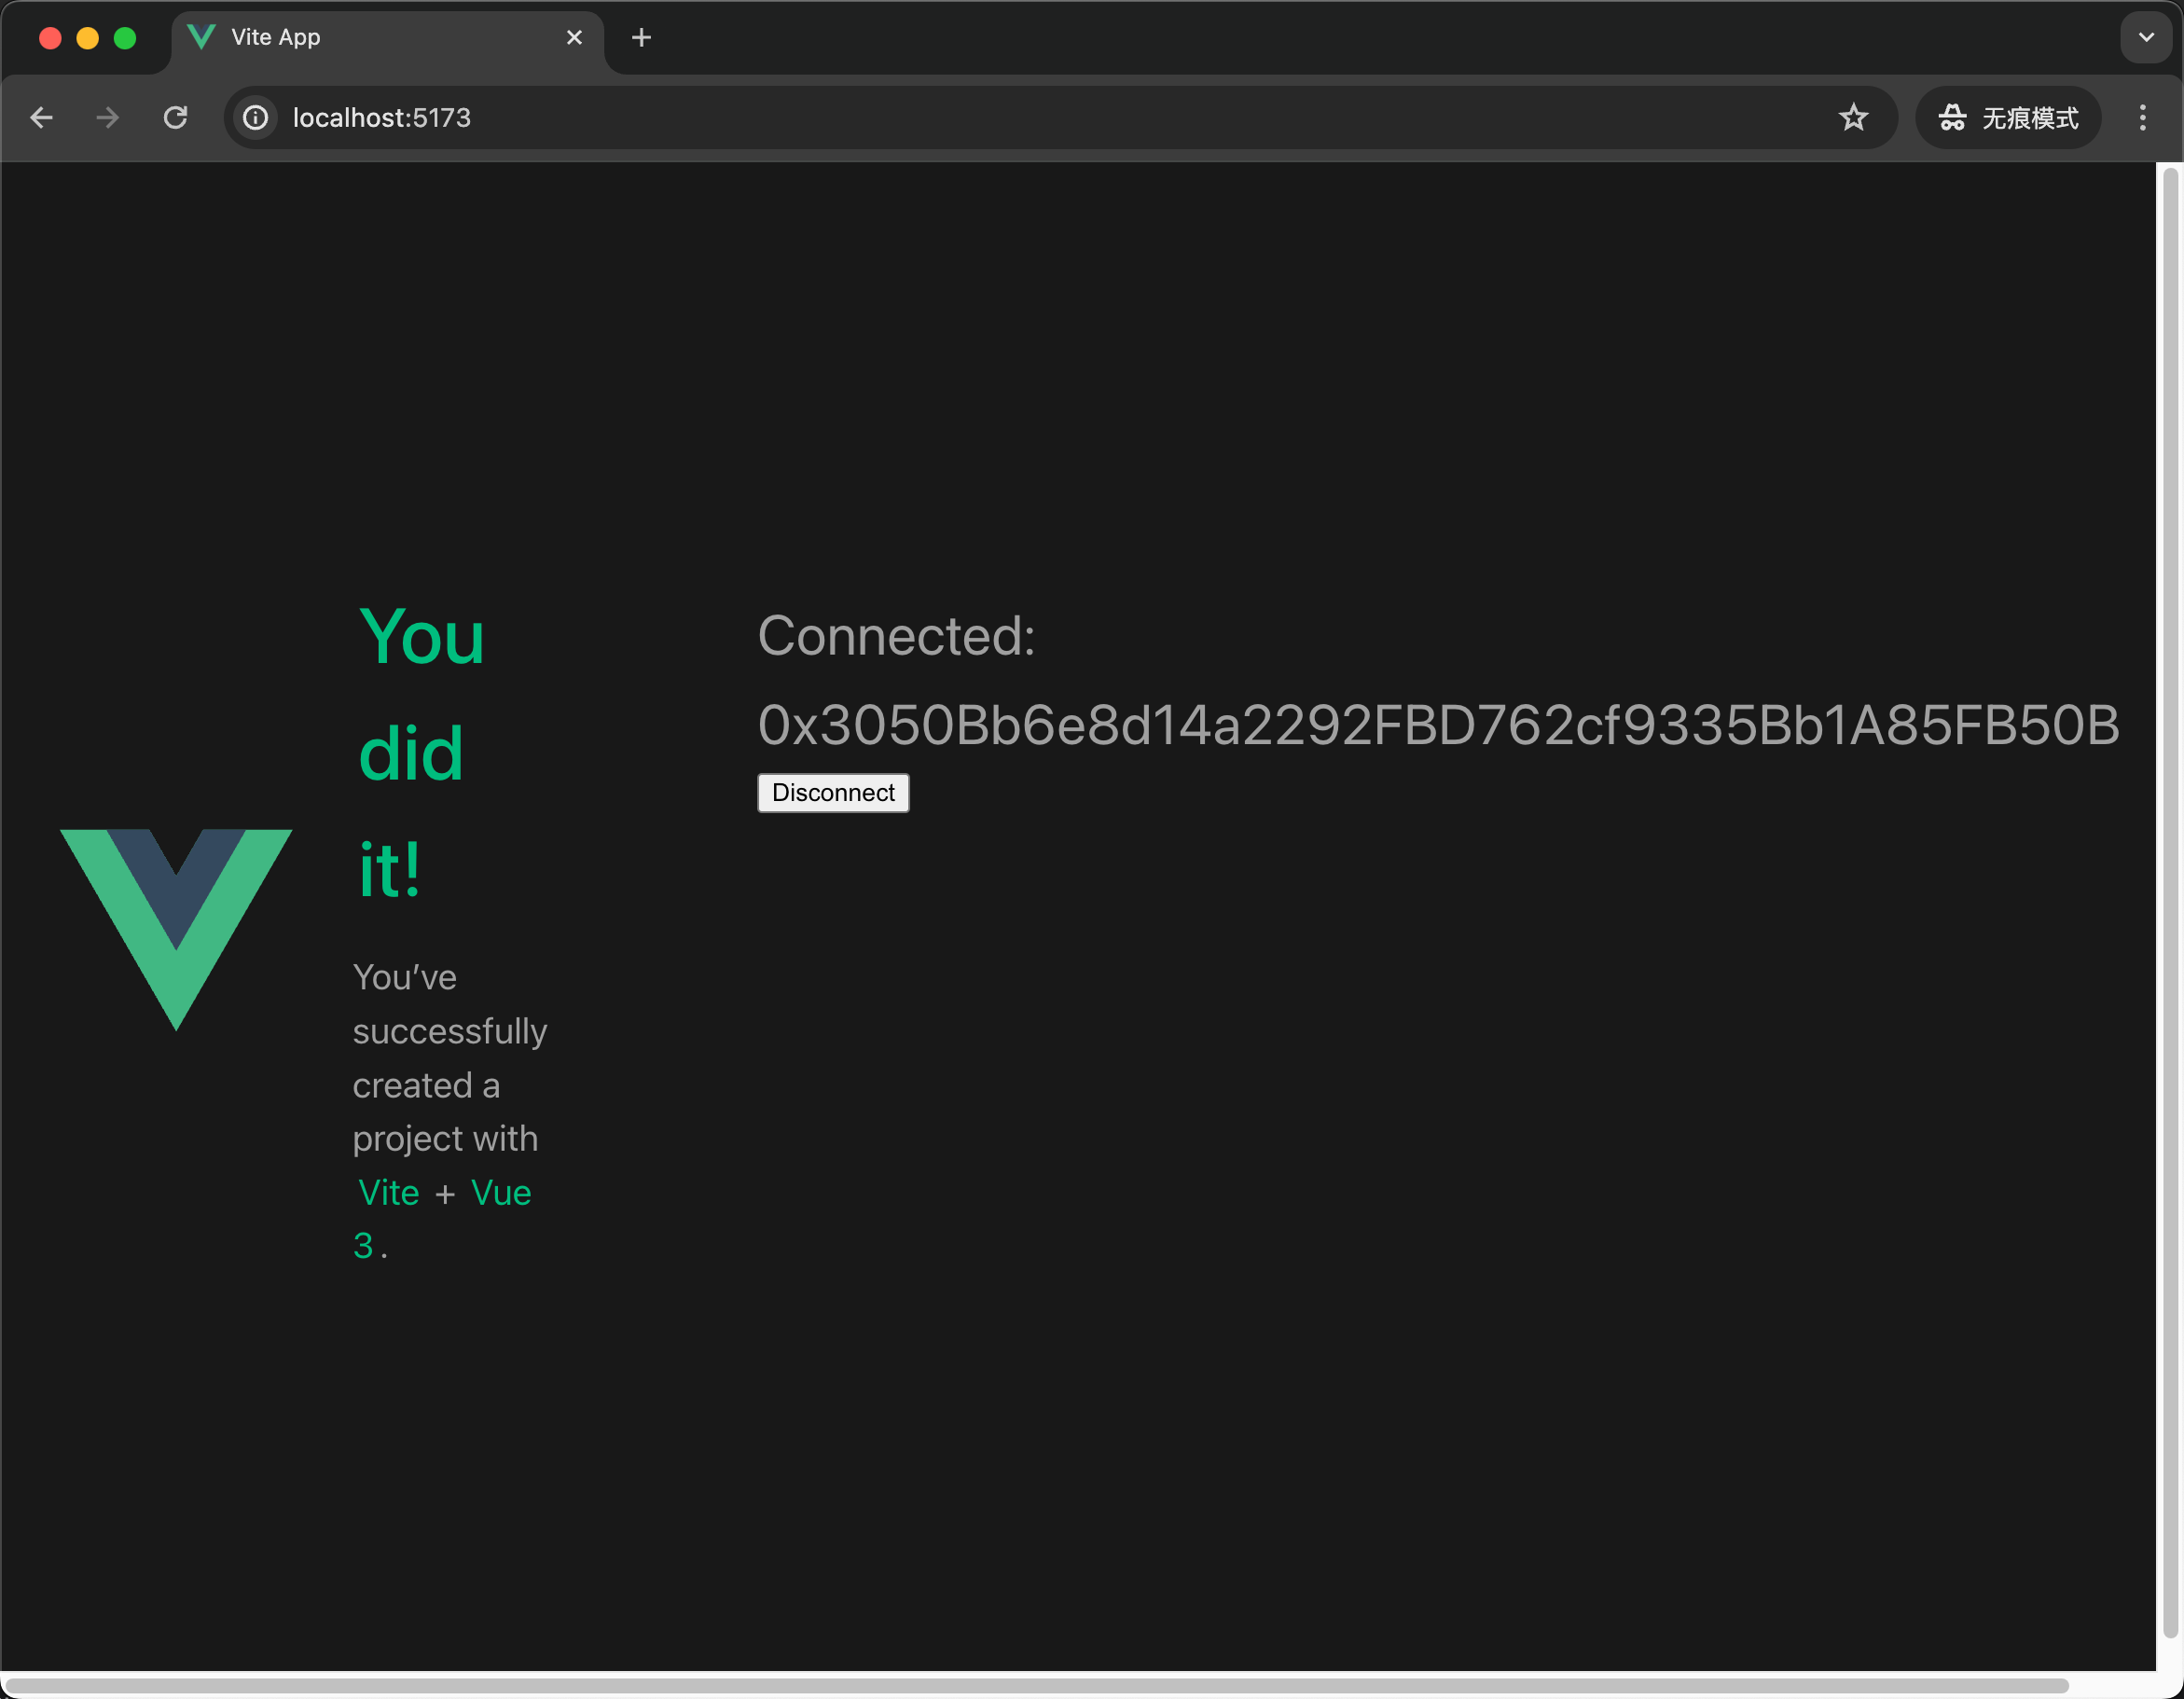 Vite App
localhost:5173
无痕模式
You
did
it!
You’ve
successfully
created a
project with
Vite + Vue
3 .
Connected:
0x3050Bb6e8d14a2292FBD762cf9335Bb1A85FB50B
Disconnect